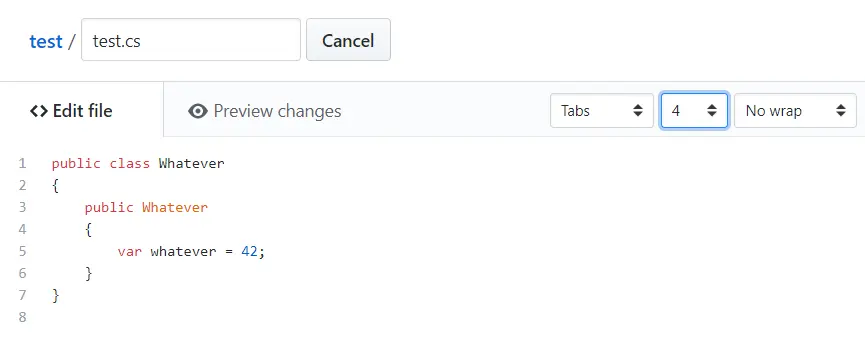 test / test.cs Cancel
<> Edit file Preview changes Tabs 4 No wrap
1 public class Whatever
2 {
3     public Whatever
4     {
5         var whatever = 42;
6     }
7 }
8